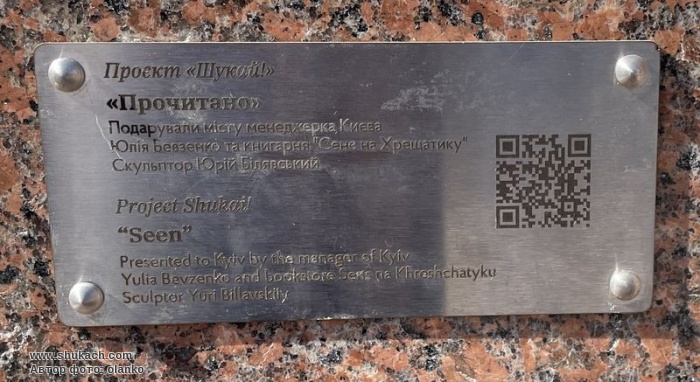 Проєкт «Шукай!»
«Прочитано»
Подарували місту менеджерка Києва
Юлія Бевзенко та книгарня "Сенс на Хрещатику"
Скульптор Юрій Білявський
Project Shukai!
“Seen”
Presented to Kyiv by the manager of Kyiv
Yulia Bevzenko and bookstore Sens na Khreshchatyku
Sculptor Yuri Biliavskiy
www.shukach.com
Автор фото: olanko